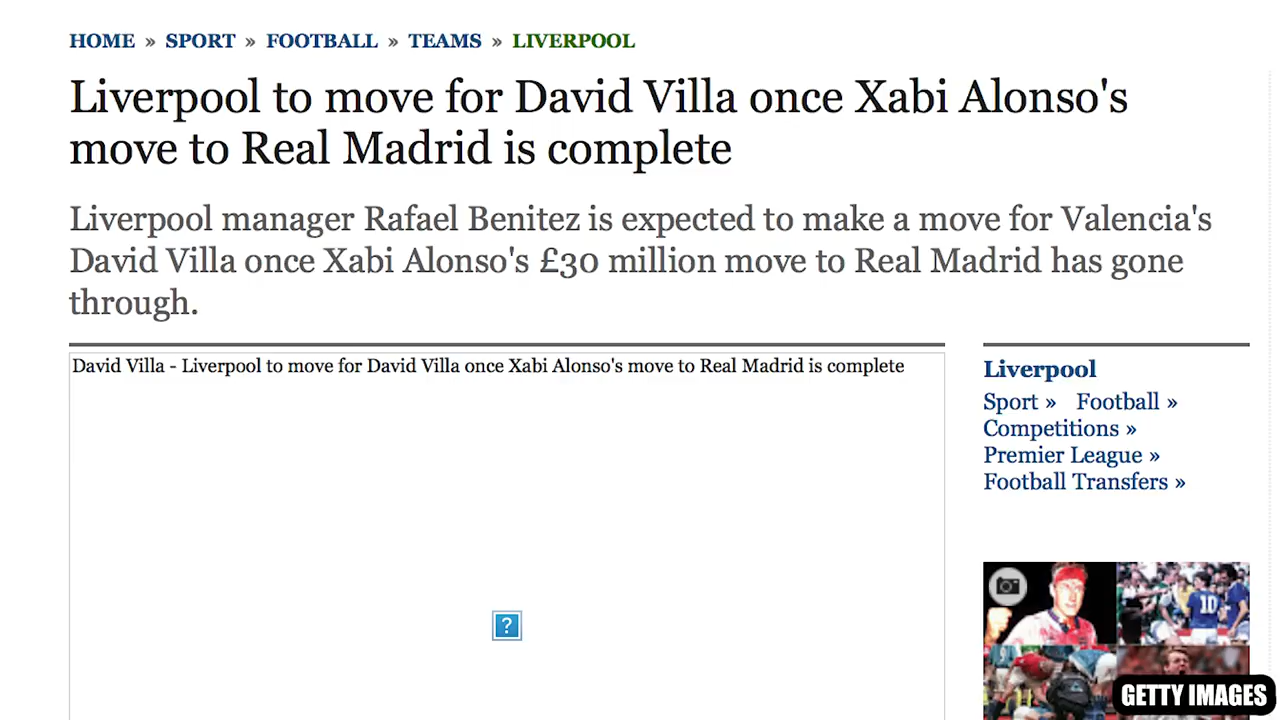 HOME » SPORT » FOOTBALL » TEAMS » LIVERPOOL
Liverpool to move for David Villa once Xabi Alonso's
move to Real Madrid is complete
Liverpool manager Rafael Benitez is expected to make a move for Valencia's
David Villa once Xabi Alonso's £30 million move to Real Madrid has gone
through.
David Villa - Liverpool to move for David Villa once Xabi Alonso's move to Real Madrid is complete
?
Liverpool
Sport » Football »
Competitions »
Premier League »
Football Transfers »
10
GETTY IMAGES